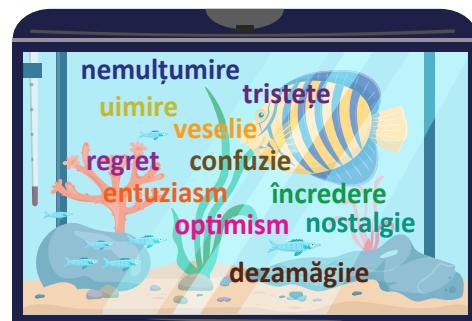 nemulțumire
tristețe
uimire
veselie
regret confuzie
entuziasm încredere
optimism nostalgie
dezamăgire